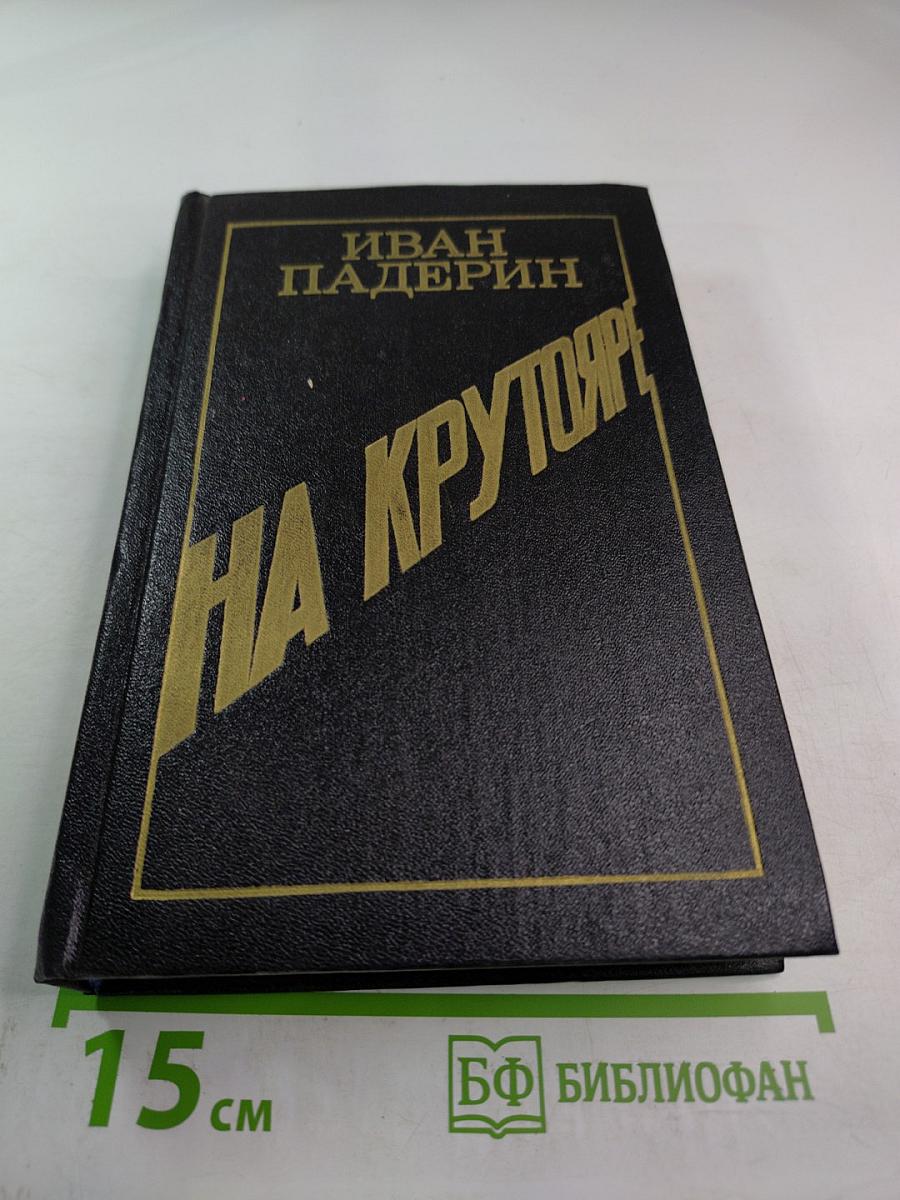 ИВАН
ПАДЕРИН
НА КРУТОЯРЕ
15 см
БФ БИБЛИОФАН